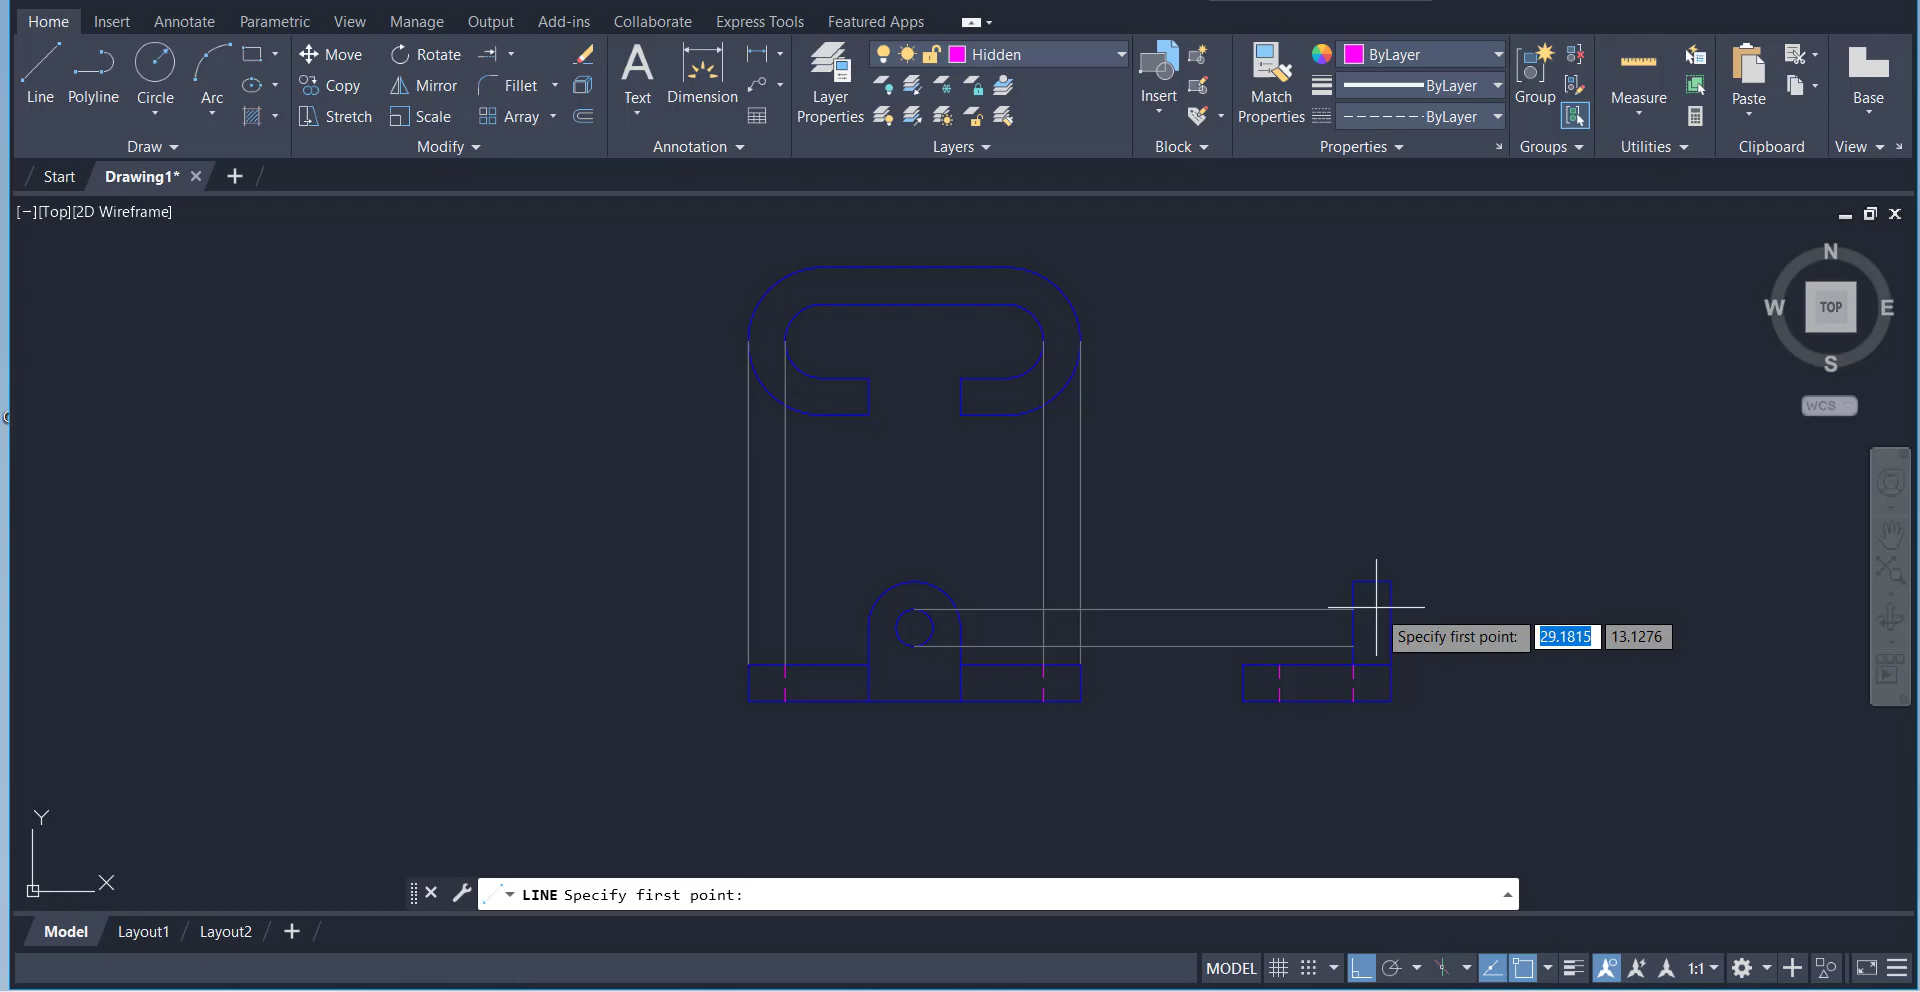 Home Insert Annotate Parametric View Manage Output Add-ins Collaborate Express Tools Featured Apps
Line Polyline Circle Arc
Move Rotate
Copy Mirror Fillet
Stretch Scale Array
Text Dimension
Layer Properties
Hidden
Insert
Match Properties
ByLayer
ByLayer
ByLayer
Group
Measure
Paste
Base
Draw Modify Annotation Layers Block Properties Groups Utilities Clipboard View
Start Drawing1*
[−][Top][2D Wireframe]
N
W TOP E
S
WCS
Specify first point: 29.1815 13.1276
Y
X
LINE Specify first point:
Model Layout1 Layout2
MODEL 1:1